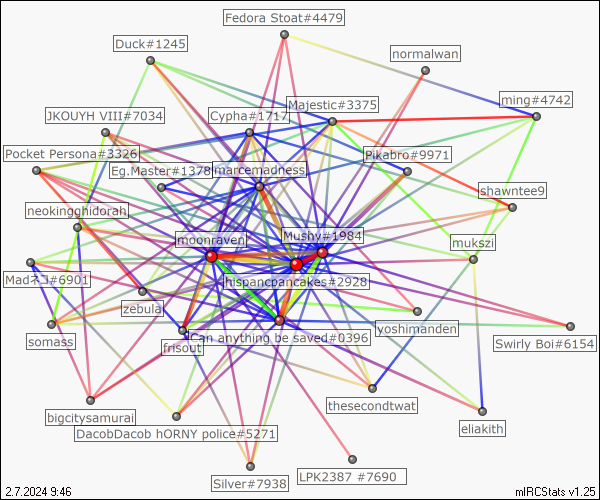 Fedora Stoat#4479
Duck#1245
normalwan
ming#4742
Majestic#3375
JKOUYH VIII#7034
Cypha#1717
Pocket Persona#3326
Pikabro#9971
Eg.Master#1378
marcemadness
shawntee9
neokingghidorah
moonraven
Mushy#1984
mukszi
Madネコ#6901
hispancpancakes#2928
zebula
yoshimanden
somass
frisout
Can anything be saved#0396
Swirly Boi#6154
bigcitysamurai
thesecondtwat
DacobDacob hORNY police#5271
eliakith
Silver#7938
LPK2387 #7690
2.7.2024 9:46
mIRCStats v1.25